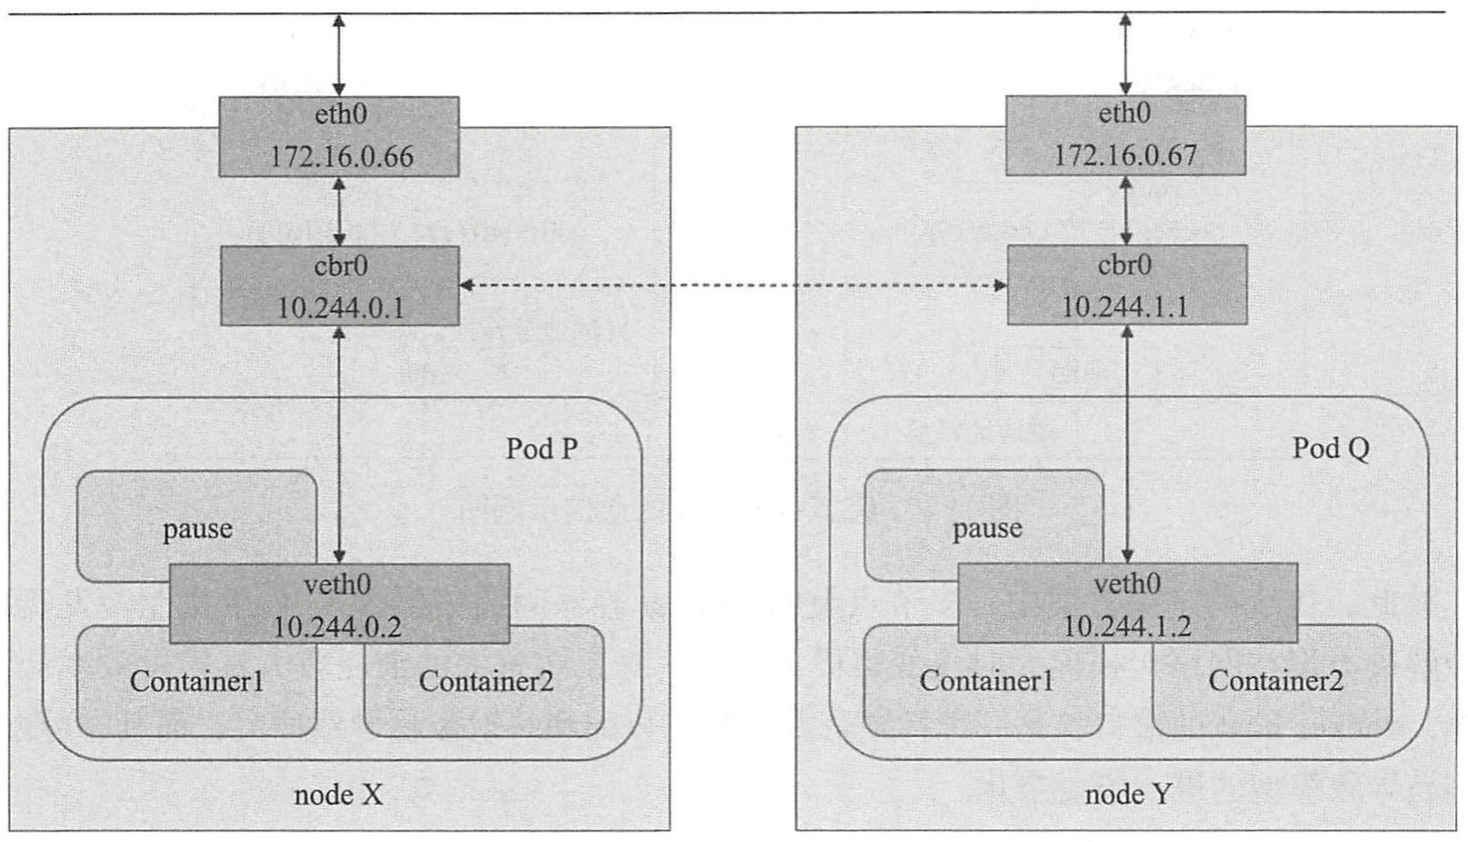 eth0
172.16.0.66
cbr0
10.244.0.1
Pod P
pause
veth0
10.244.0.2
Container1
Container2
node X
eth0
172.16.0.67
cbr0
10.244.1.1
Pod Q
pause
veth0
10.244.1.2
Container1
Container2
node Y